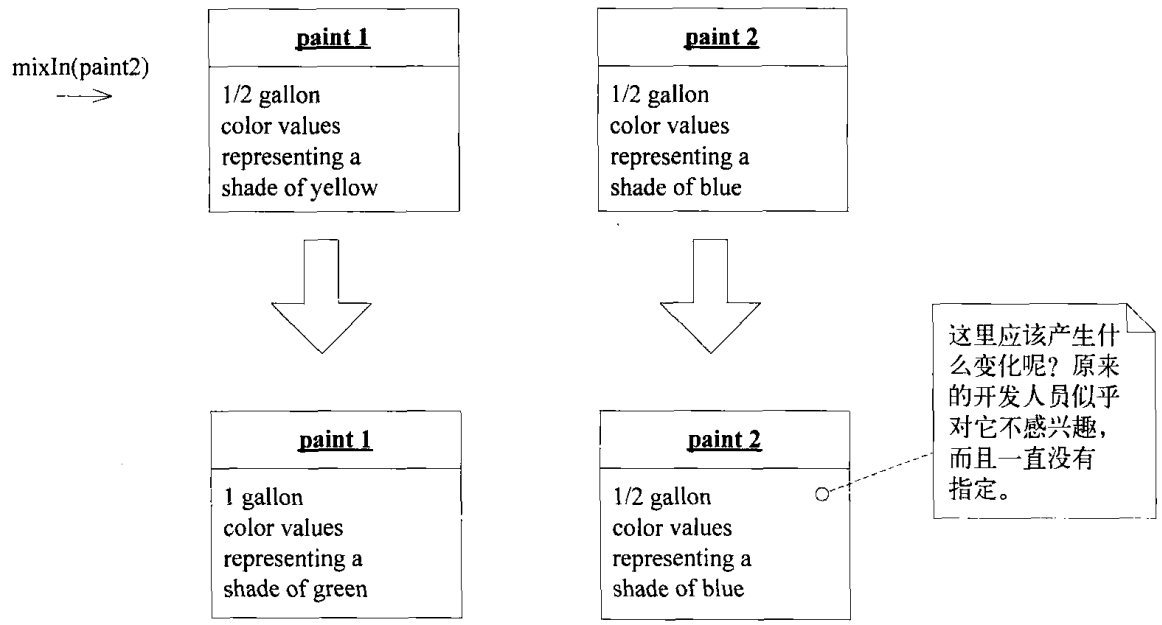 paint 1
paint 2
mixIn(paint2)
1/2 gallon
color values
representing a
shade of yellow
1/2 gallon
color values
representing a
shade of blue
这里应该产生什
么变化呢？原来
的开发人员似乎
对它不感兴趣，
而且一直没有
指定。
paint 1
paint 2
1 gallon
color values
representing a
shade of green
1/2 gallon
color values
representing a
shade of blue